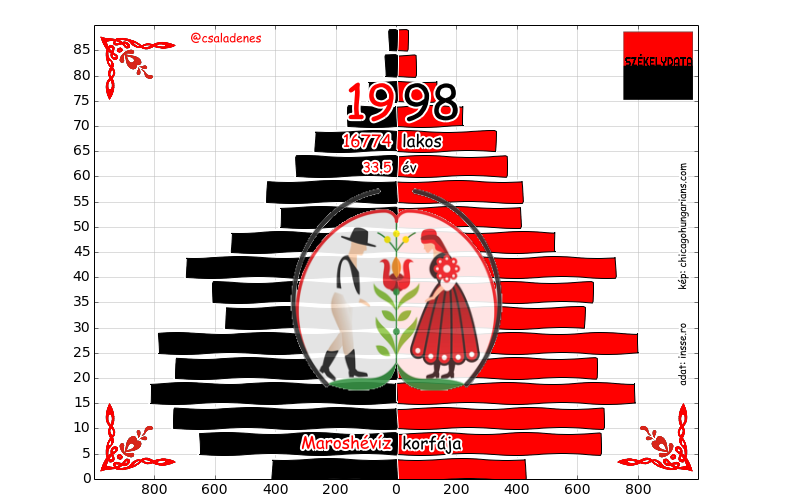 @csaladenes
SZÉKELYDATA
1998
16774 lakos
33.5 év
kép: chicagohungarians.com
adat: insse.ro
Maroshévíz korfája
85
80
75
70
65
60
55
50
45
40
35
30
25
20
15
10
5
0
800 600 400 200 0 200 400 600 800